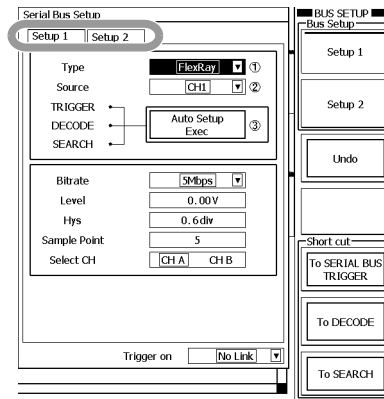 Serial Bus Setup
Setup 1 Setup 2
Type FlexRay ①
Source CH1 ②
TRIGGER
DECODE
SEARCH
Auto Setup
Exec ③
Bitrate 5Mbps
Level 0.00V
Hys 0.6div
Sample Point 5
Select CH CH A CH B
Trigger on No Link
BUS SETUP
Bus Setup
Setup 1
Setup 2
Undo
Short cut
To SERIAL BUS
TRIGGER
To DECODE
To SEARCH